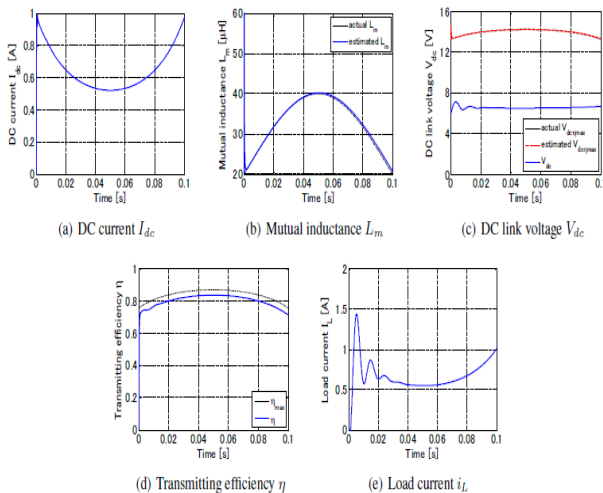 DC current I_dc [A]
1
0.8
0.6
0.4
0.2
0
0 0.02 0.04 0.06 0.08 0.1
Time [s]
(a) DC current I_dc
Mutual inductance L_m [μH]
60
50
40
30
20
actual L_m
estimated L_m
0 0.02 0.04 0.06 0.08 0.1
Time [s]
(b) Mutual inductance L_m
DC link voltage V_dc [V]
16
12
8
4
0
actual V_dcηmax
estimated V_dcηmax
V_dc
0 0.02 0.04 0.06 0.08 0.1
Time [s]
(c) DC link voltage V_dc
Transmitting efficiency η
1
0.8
0.6
0.4
0.2
0
η_max
η
0 0.02 0.04 0.06 0.08 0.1
Time [s]
(d) Transmitting efficiency η
Load current I_L [A]
2
1.5
1
0.5
0
0 0.02 0.04 0.06 0.08 0.1
Time [s]
(e) Load current i_L